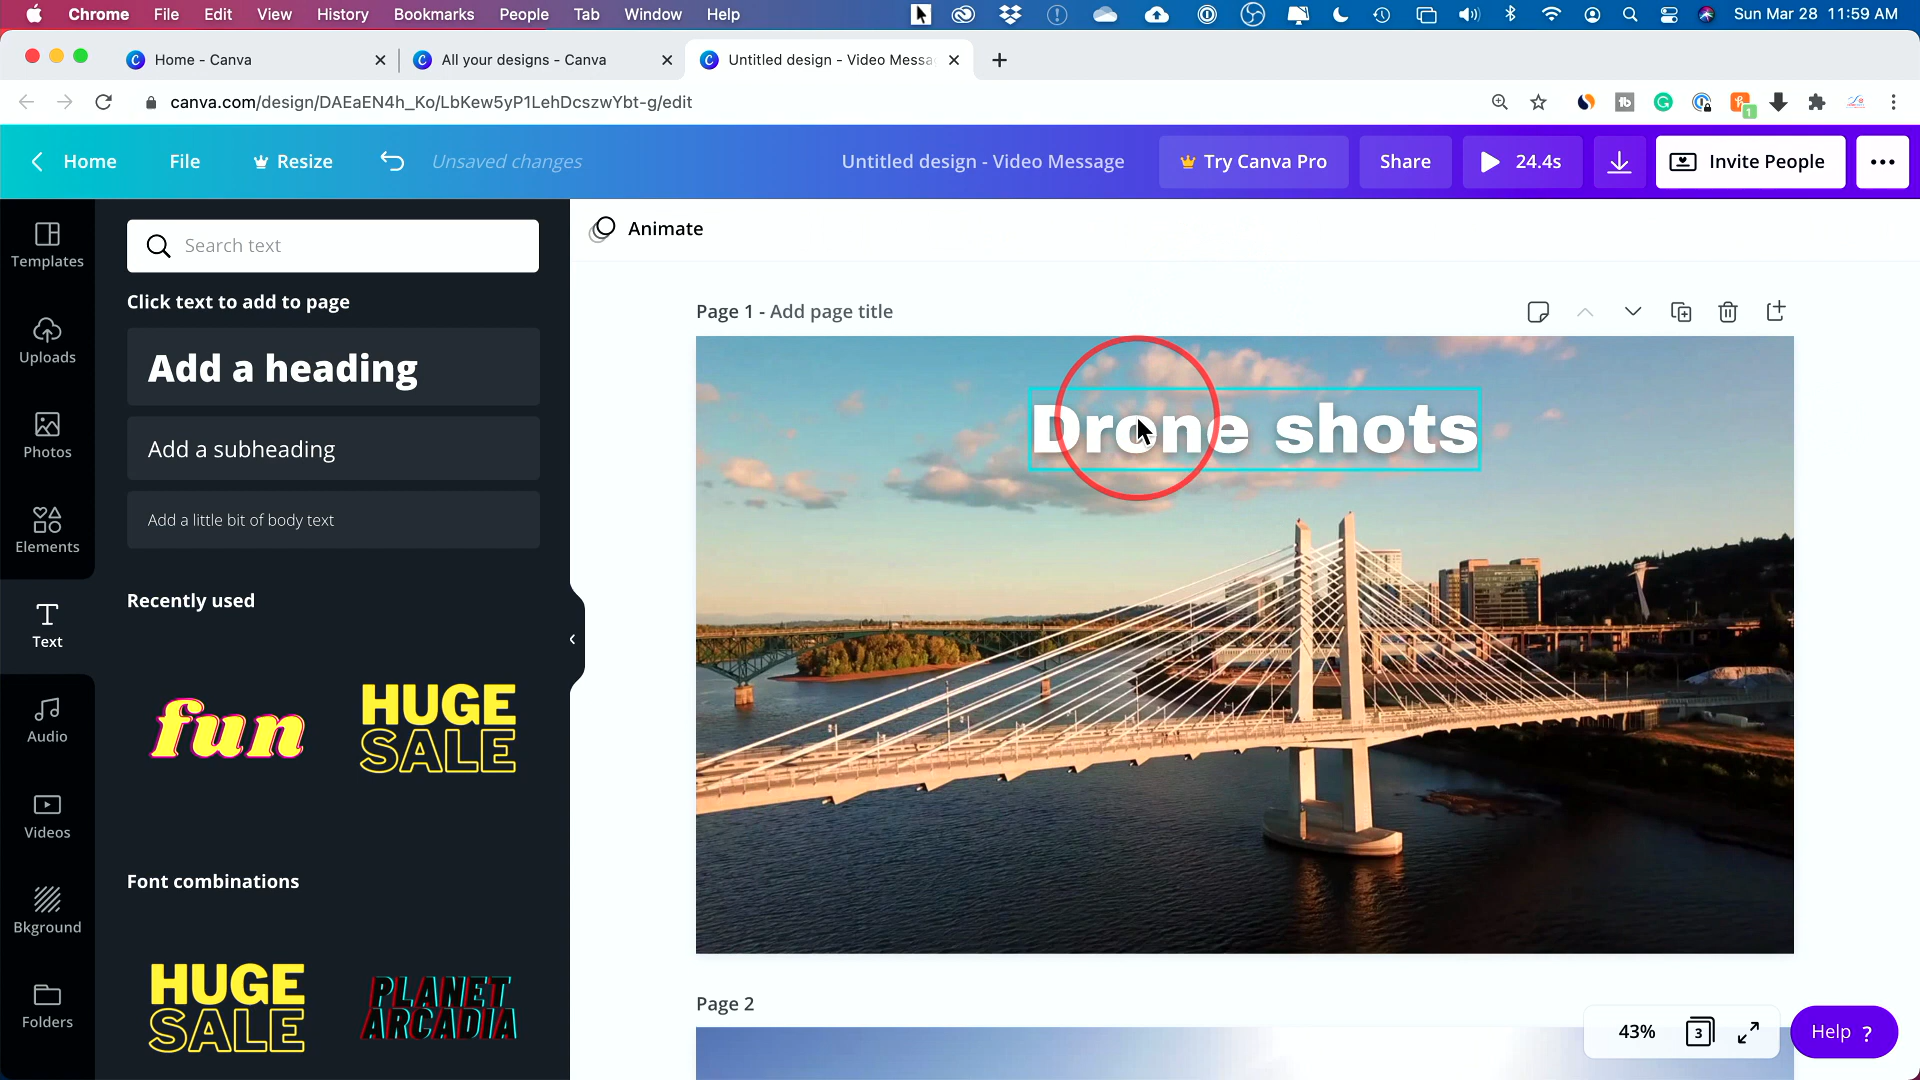 Chrome File Edit View History Bookmarks People Tab Window Help Sun Mar 28 11:59 AM
Home - Canva All your designs - Canva Untitled design - Video Messa
canva.com/design/DAEaEN4h_Ko/LbKew5yP1LehDcszwYbt-g/edit
Home File Resize Unsaved changes Untitled design - Video Message Try Canva Pro Share 24.4s Invite People
Templates
Uploads
Photos
Elements
Text
Audio
Videos
Bkground
Folders
Search text
Click text to add to page
Add a heading
Add a subheading
Add a little bit of body text
Recently used
fun
HUGE
SALE
Font combinations
HUGE
SALE
PLANET
ARCADIA
Animate
Page 1 - Add page title
Drone shots
Page 2
43% 3 Help ?